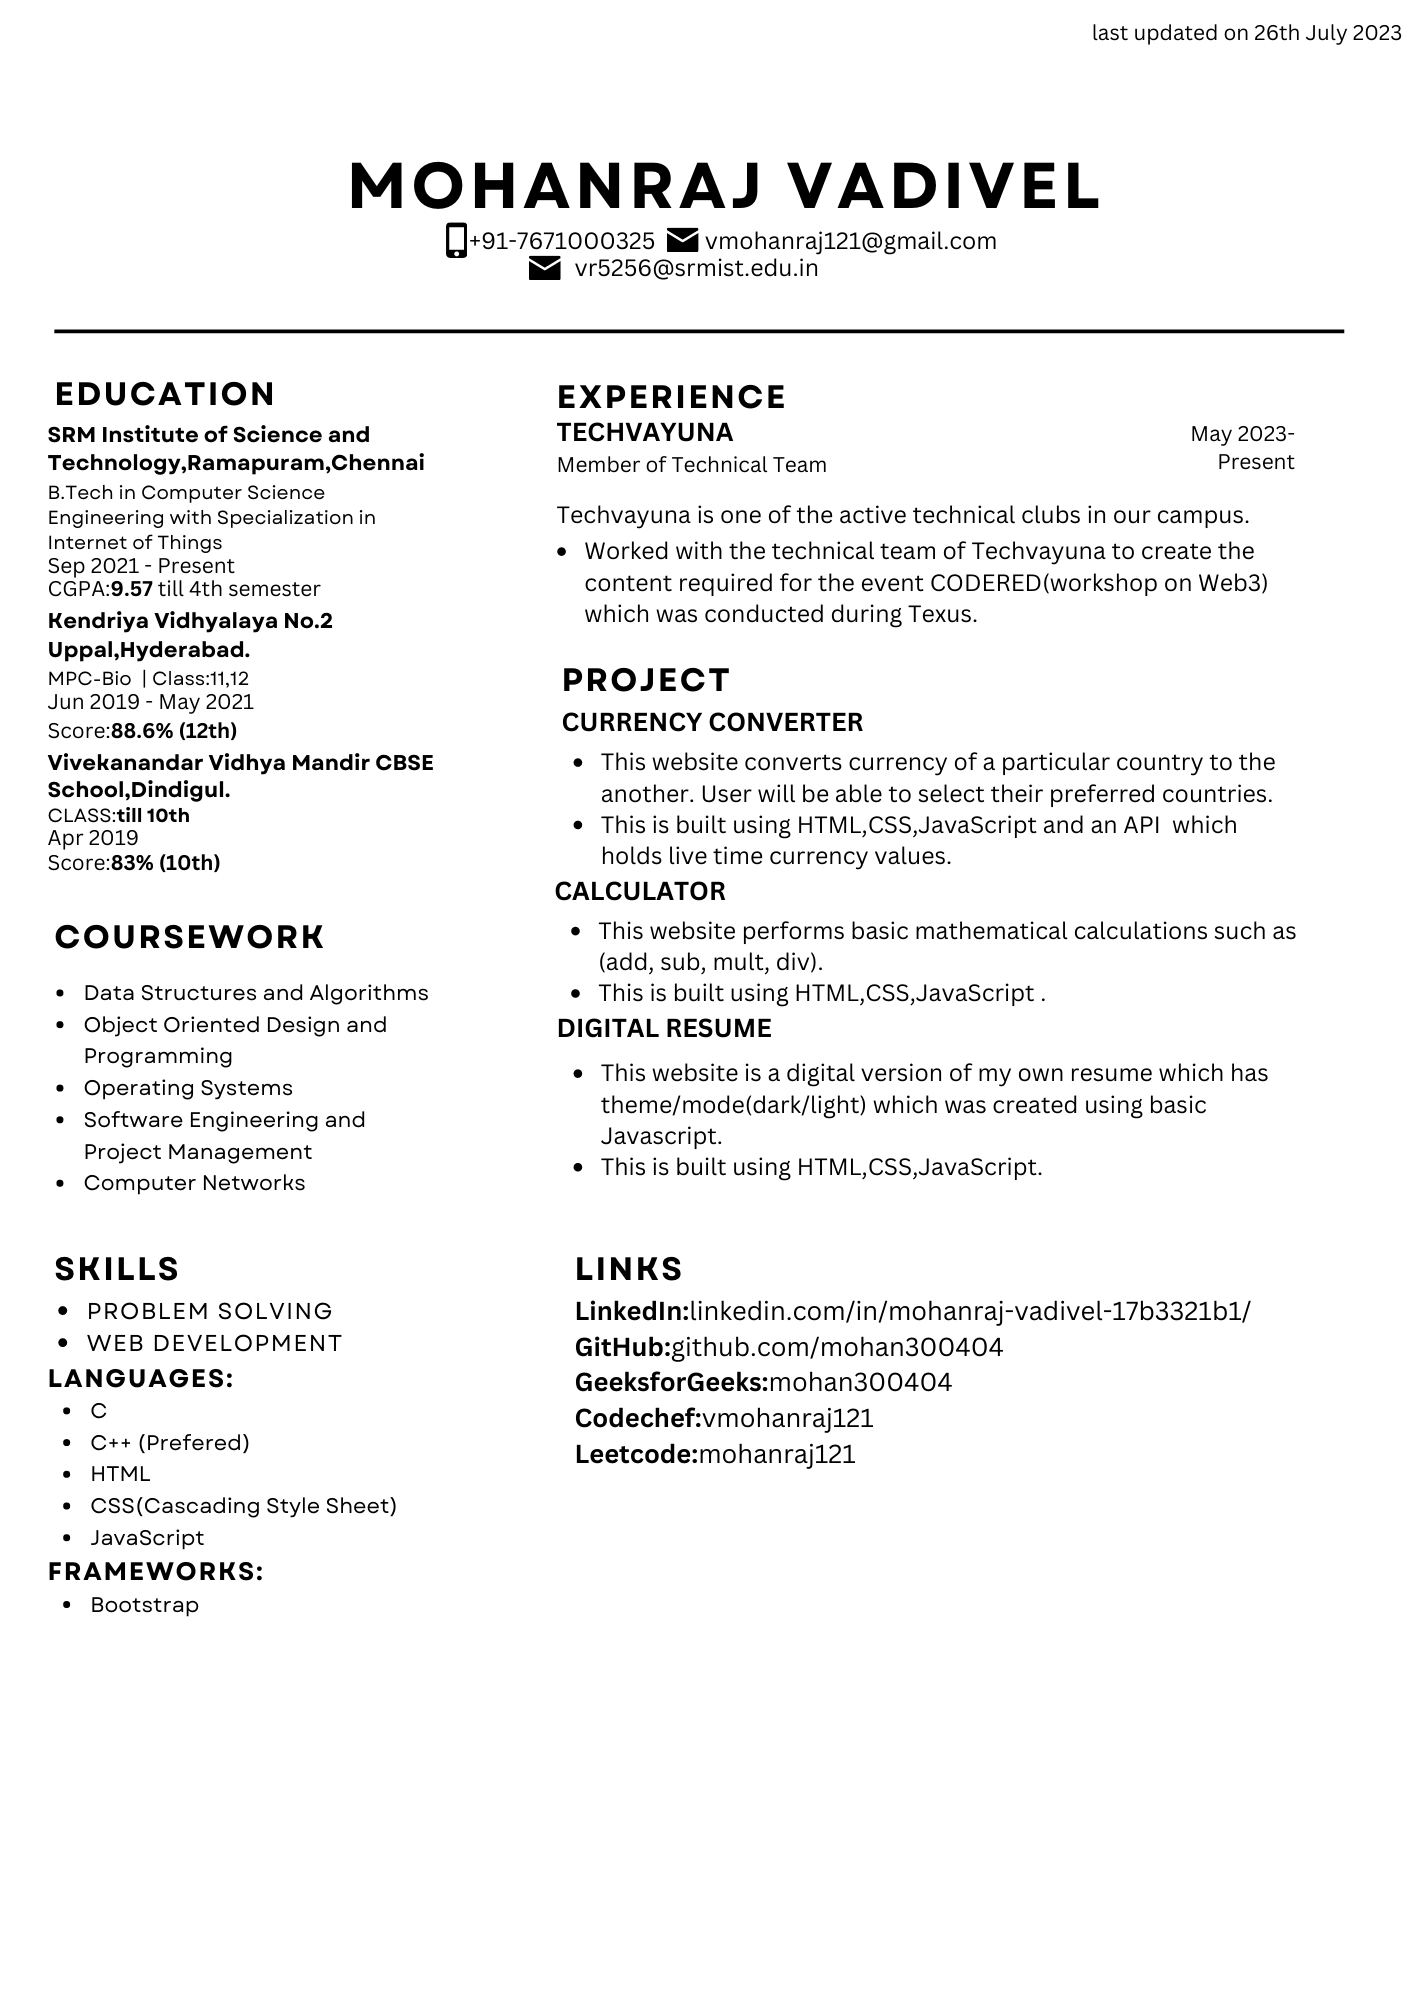 last updated on 26th July 2023
MOHANRAJ VADIVEL
+91-7671000325 vmohanraj121@gmail.com
vr5256@srmist.edu.in
EDUCATION
SRM Institute of Science and
Technology,Ramapuram,Chennai
B.Tech in Computer Science
Engineering with Specialization in
Internet of Things
Sep 2021 - Present
CGPA:9.57 till 4th semester
Kendriya Vidhyalaya No.2
Uppal,Hyderabad.
MPC-Bio | Class:11,12
Jun 2019 - May 2021
Score:88.6% (12th)
Vivekanandar Vidhya Mandir CBSE
School,Dindigul.
CLASS:till 10th
Apr 2019
Score:83% (10th)
COURSEWORK
• Data Structures and Algorithms
• Object Oriented Design and
Programming
• Operating Systems
• Software Engineering and
Project Management
• Computer Networks
SKILLS
• PROBLEM SOLVING
• WEB DEVELOPMENT
LANGUAGES:
• C
• C++ (Prefered)
• HTML
• CSS(Cascading Style Sheet)
• JavaScript
FRAMEWORKS:
• Bootstrap
EXPERIENCE
TECHVAYUNA
May 2023-
Present
Member of Technical Team
Techvayuna is one of the active technical clubs in our campus.
• Worked with the technical team of Techvayuna to create the
content required for the event CODERED(workshop on Web3)
which was conducted during Texus.
PROJECT
CURRENCY CONVERTER
• This website converts currency of a particular country to the
another. User will be able to select their preferred countries.
• This is built using HTML,CSS,JavaScript and an API which
holds live time currency values.
CALCULATOR
• This website performs basic mathematical calculations such as
(add, sub, mult, div).
• This is built using HTML,CSS,JavaScript .
DIGITAL RESUME
• This website is a digital version of my own resume which has
theme/mode(dark/light) which was created using basic
Javascript.
• This is built using HTML,CSS,JavaScript.
LINKS
LinkedIn:linkedin.com/in/mohanraj-vadivel-17b3321b1/
GitHub:github.com/mohan300404
GeeksforGeeks:mohan300404
Codechef:vmohanraj121
Leetcode:mohanraj121